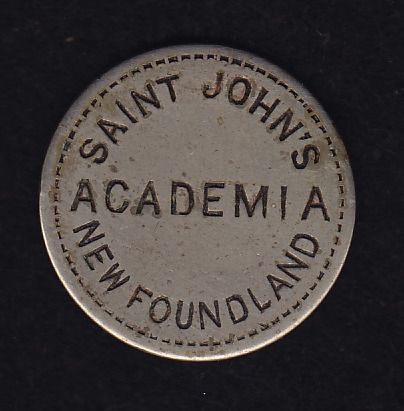 SAINT JOHN'S
ACADEMIA
NEW FOUNDLAND